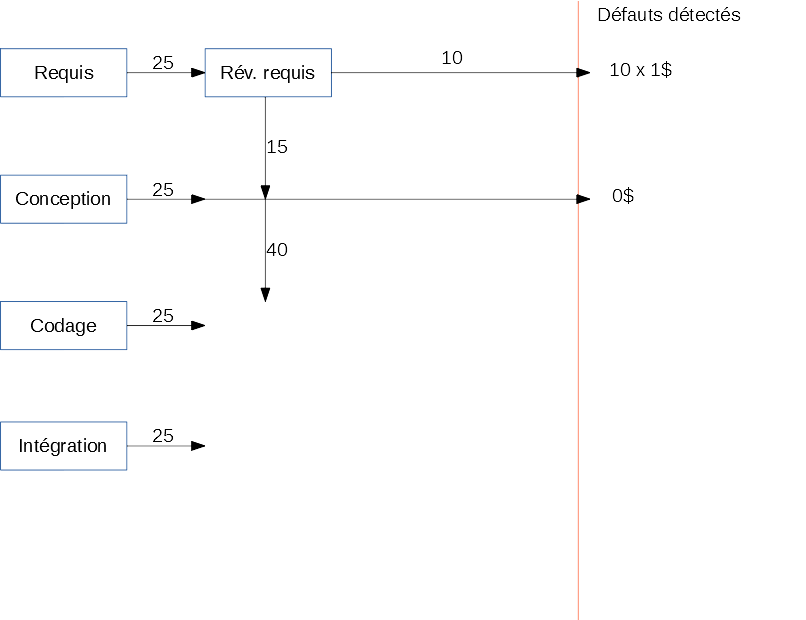 Défauts détectés
Requis
25
Rév. requis
10
10 x 1$
15
Conception
25
0$
40
Codage
25
Intégration
25